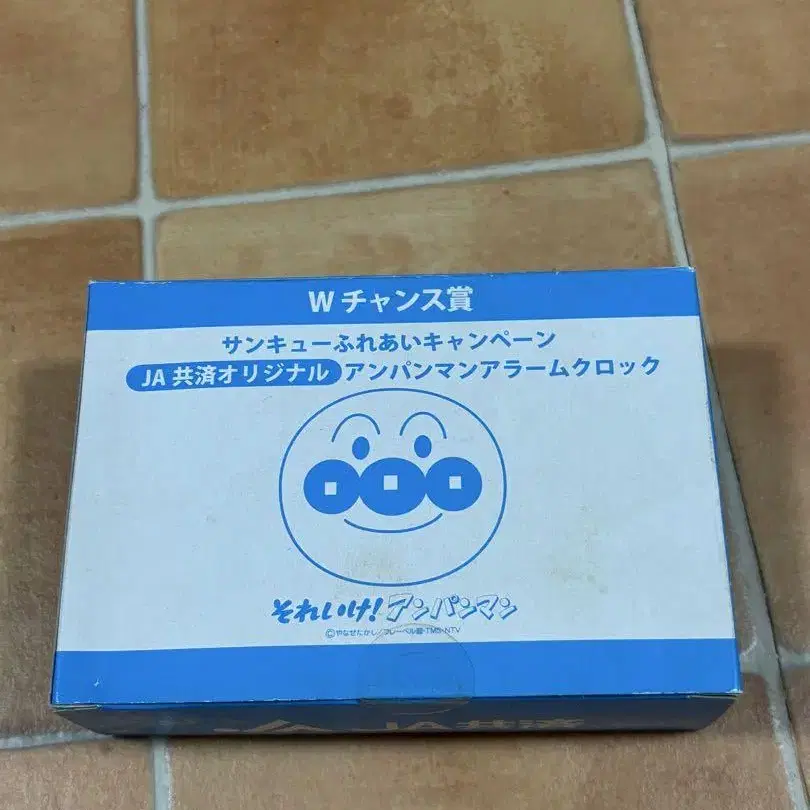 W チャンス賞
サンキューふれあいキャンペーン
JA 共済オリジナル アンパンマンアラームクロック
それいけ!アンパンマン
©やなせたかし/フレーベル館・TMS・NTV
JA共済